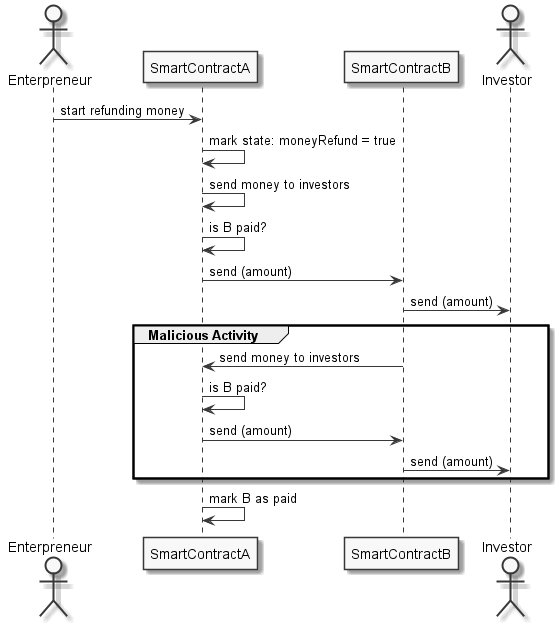 Enterpreneur
SmartContractA
SmartContractB
Investor
start refunding money
mark state: moneyRefund = true
send money to investors
is B paid?
send (amount)
send (amount)
Malicious Activity
send money to investors
is B paid?
send (amount)
send (amount)
mark B as paid
Enterpreneur
SmartContractA
SmartContractB
Investor